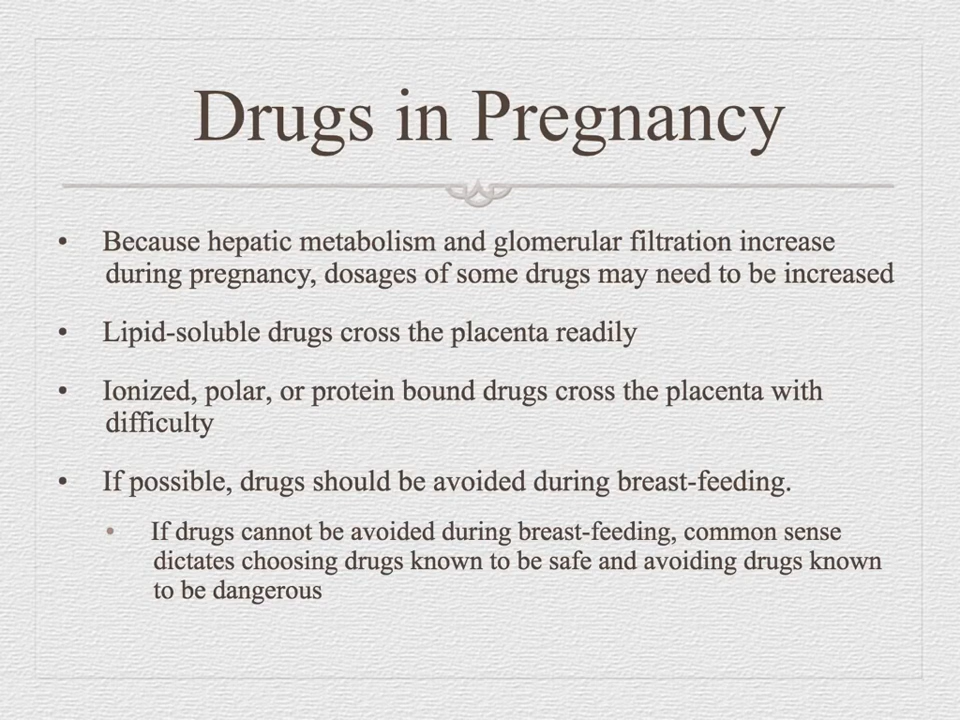 Drugs in Pregnancy
• Because hepatic metabolism and glomerular filtration increase
during pregnancy, dosages of some drugs may need to be increased
• Lipid-soluble drugs cross the placenta readily
• Ionized, polar, or protein bound drugs cross the placenta with
difficulty
• If possible, drugs should be avoided during breast-feeding.
• If drugs cannot be avoided during breast-feeding, common sense
dictates choosing drugs known to be safe and avoiding drugs known
to be dangerous